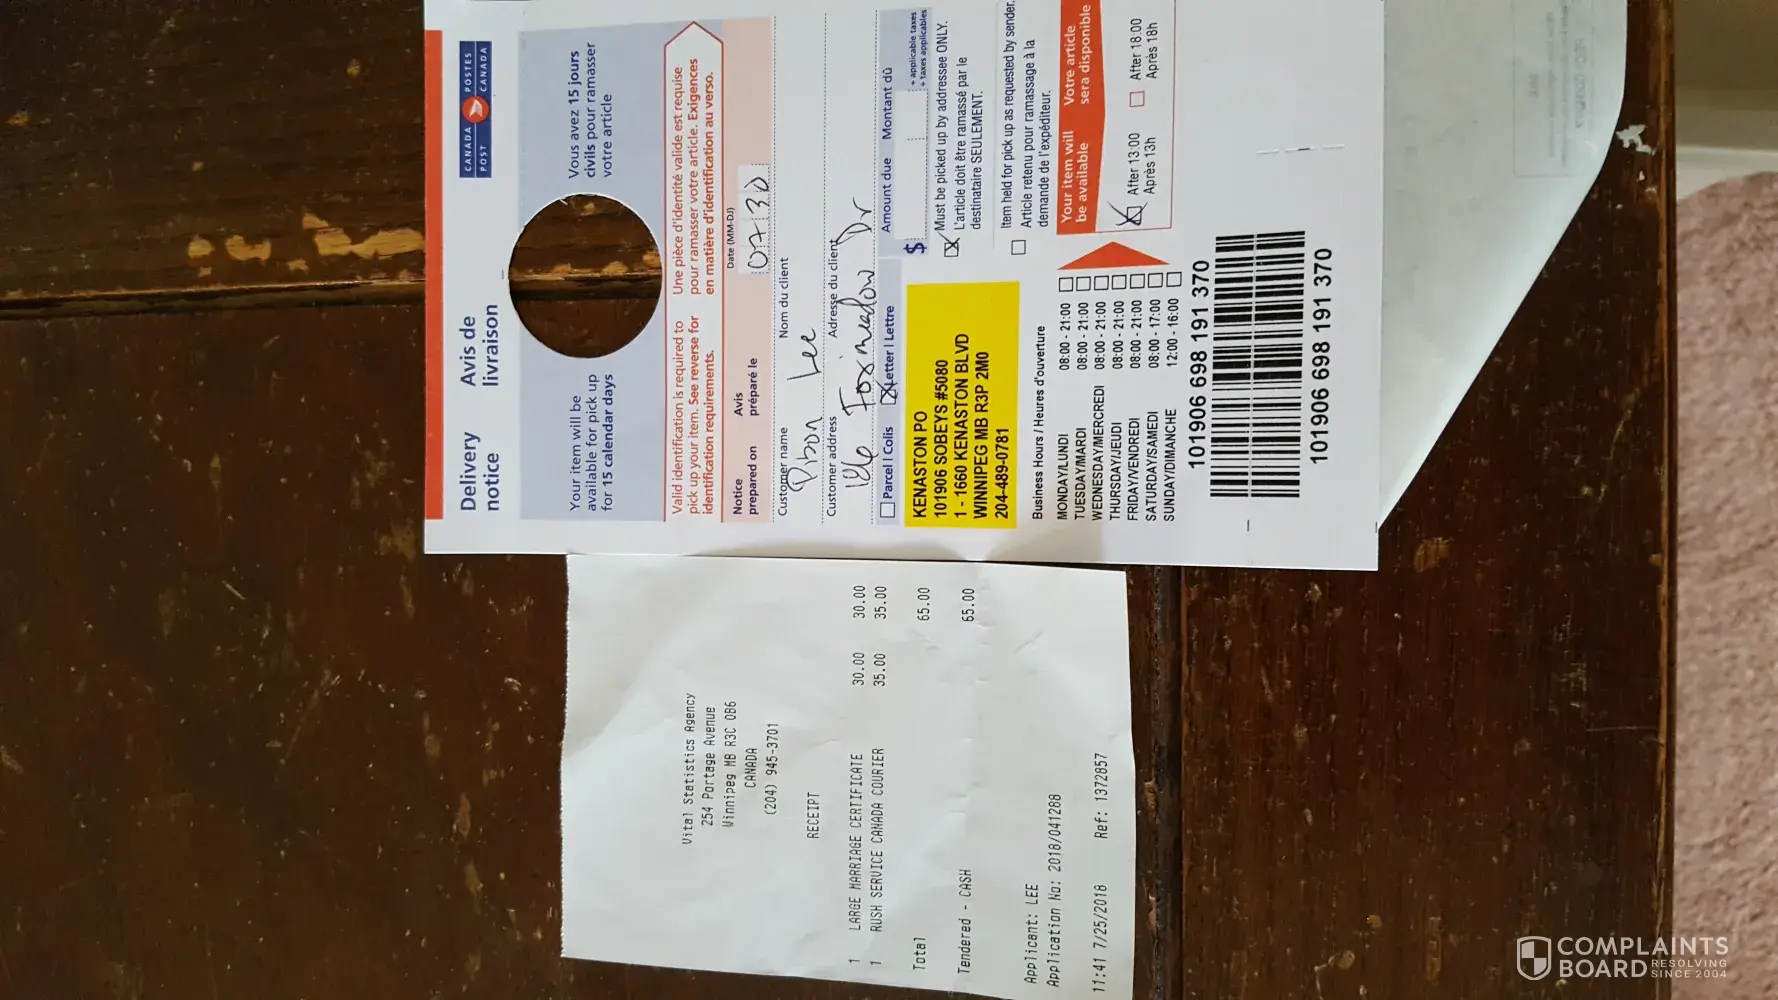 CANADA POSTES
POST CANADA
Delivery notice
Avis de livraison
Your item will be
available for pick up
for 15 calendar days
Vous avez 15 jours
civils pour ramasser
votre article
Valid identification is required to
pick up your item. See reverse for
identification requirements.
Une pièce d'identité valide est requise
pour ramasser votre article. Exigences
en matière d'identification au verso.
Notice
prepared on
Avis
préparé le
Date (MM-DJ)
07 30
Customer name
Nom du client
Lee
Customer address
Adresse du client
Foxmeadow Dr
Parcel | Colis
Letter | Lettre
Amount due
Montant dû
$
+ applicable taxes
+ taxes applicables
KENASTON PO
101906 SOBEYS #5080
1 - 1660 KENASTON BLVD
WINNIPEG MB R3P 2M0
204-489-0781
Must be picked up by addressee ONLY.
L'article doit être ramassé par le
destinataire SEULEMENT.
Item held for pick up as requested by sender.
Article retenu pour ramassage à la
demande de l'expéditeur.
Business Hours / Heures d'ouverture
MONDAY/LUNDI 08:00 - 21:00
TUESDAY/MARDI 08:00 - 21:00
WEDNESDAY/MERCREDI 08:00 - 21:00
THURSDAY/JEUDI 08:00 - 21:00
FRIDAY/VENDREDI 08:00 - 21:00
SATURDAY/SAMEDI 08:00 - 17:00
SUNDAY/DIMANCHE 12:00 - 16:00
Your item will
be available
Votre article
sera disponible
After 13:00
Après 13h
After 18:00
Après 18h
101906 698 191 370
101906 698 191 370
Vital Statistics Agency
254 Portage Avenue
Winnipeg MB R3C 0B6
CANADA
(204) 945-3701
RECEIPT
1 LARGE MARRIAGE CERTIFICATE 30.00 30.00
1 RUSH SERVICE CANADA COURIER 35.00 35.00
Total 65.00
Tendered - CASH 65.00
Applicant: LEE
Application No: 2018/041288
11:41 7/25/2018 Ref: 1372857
COMPLAINTS
BOARD RESOLVING SINCE 2004